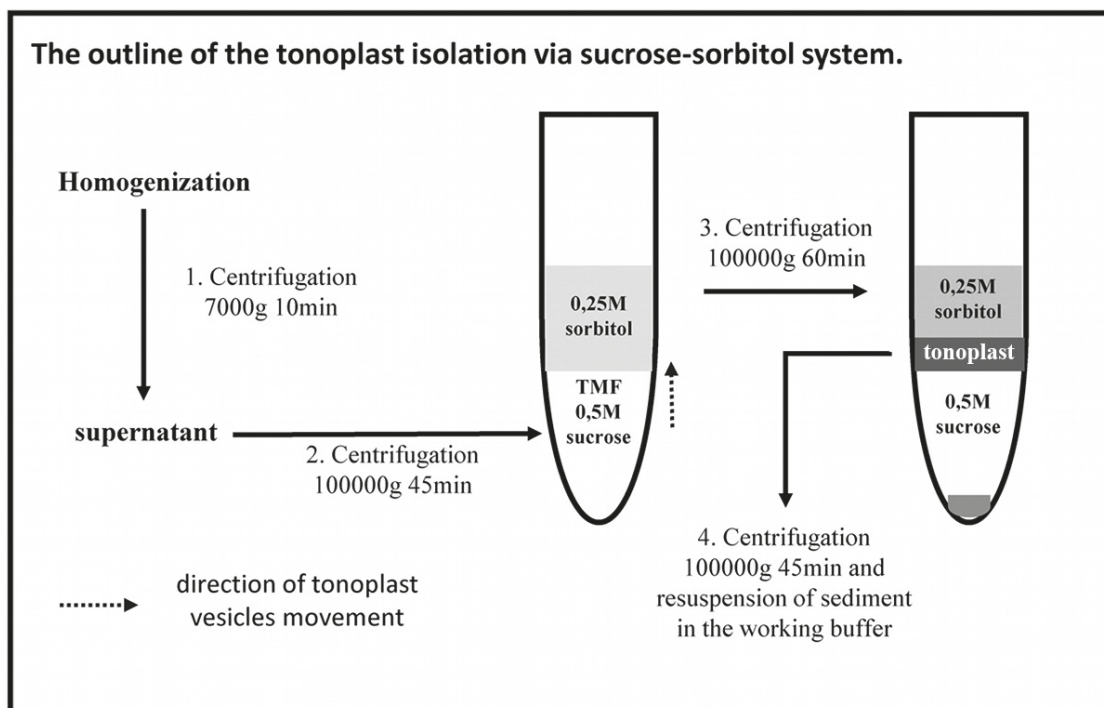 The outline of the tonoplast isolation via sucrose-sorbitol system.
Homogenization
1. Centrifugation
7000g 10min
supernatant
2. Centrifugation
100000g 45min
0,25M
sorbitol
TMF
0,5M
sucrose
3. Centrifugation
100000g 60min
0,25M
sorbitol
tonoplast
0,5M
sucrose
4. Centrifugation
100000g 45min and
resuspension of sediment
in the working buffer
direction of tonoplast
vesicles movement